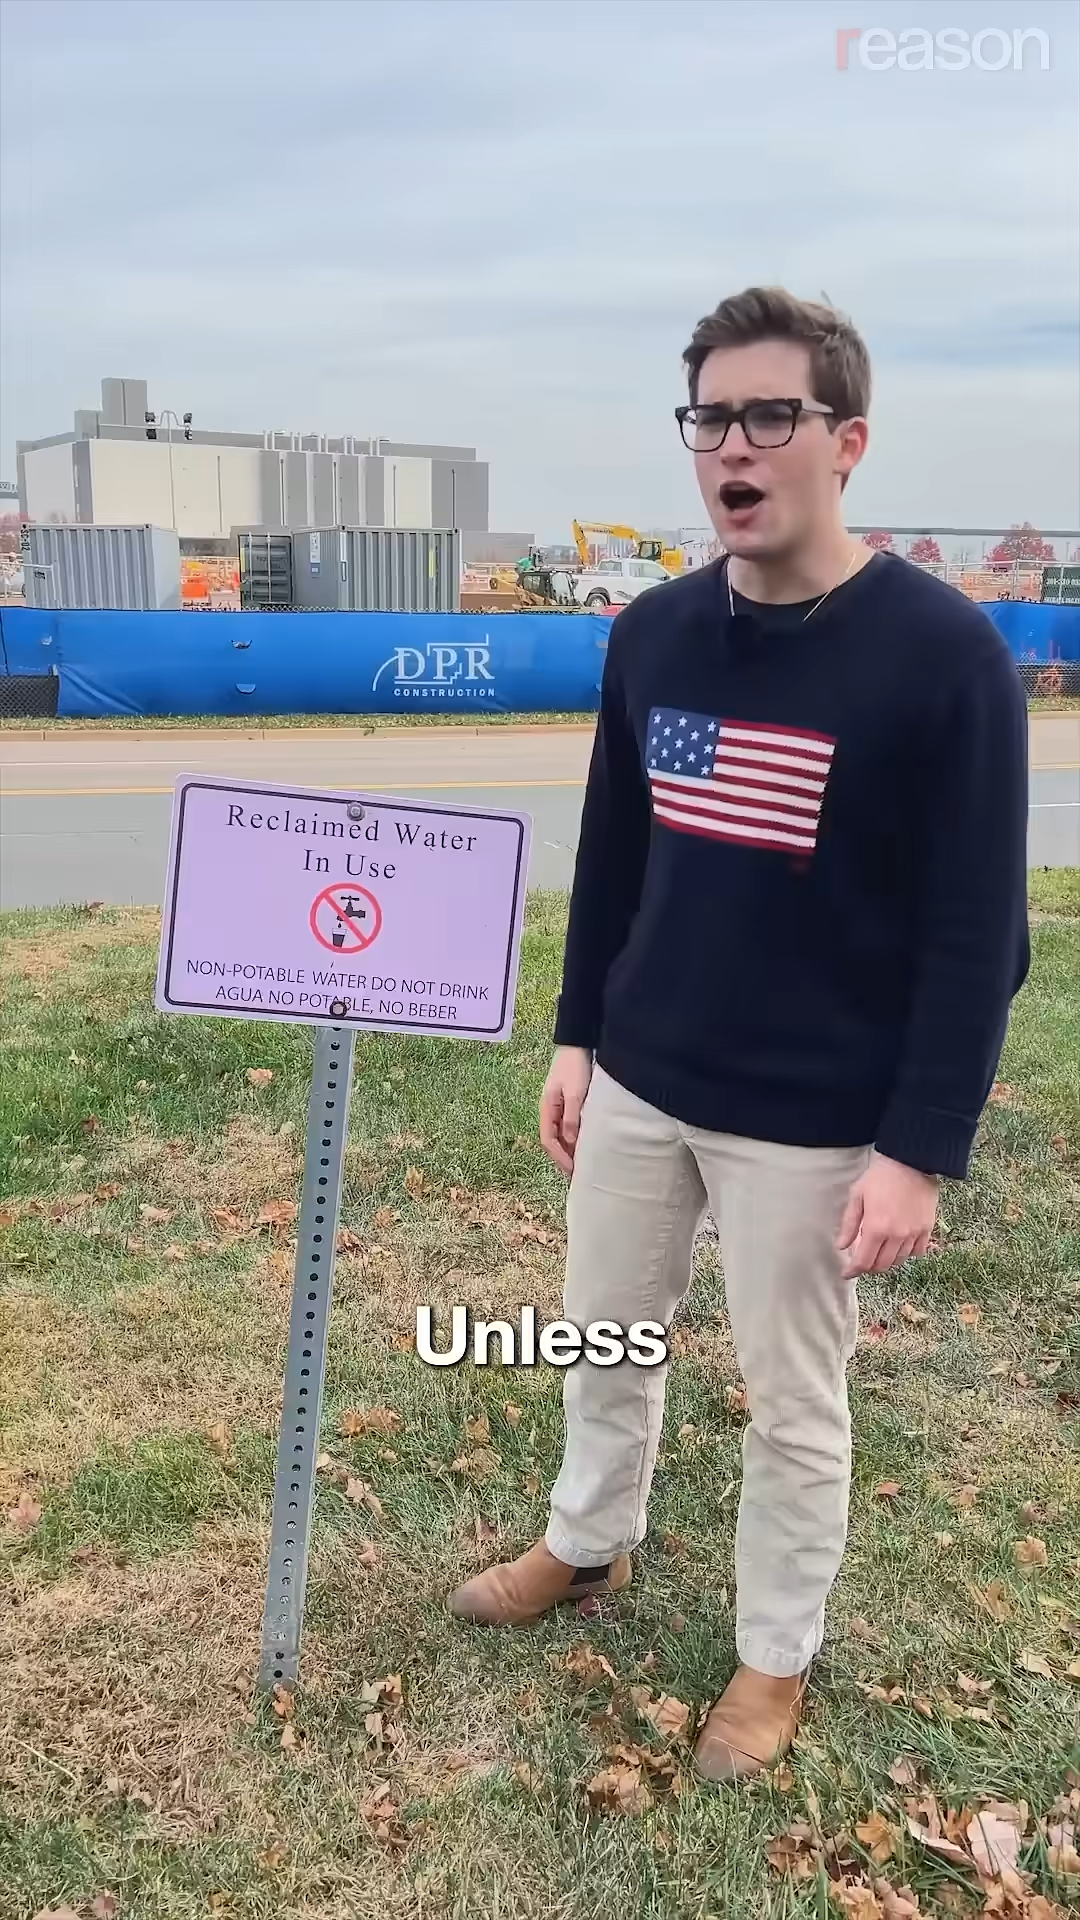 reason
DPR
CONSTRUCTION
Reclaimed Water
In Use
NON-POTABLE WATER DO NOT DRINK
AGUA NO POTABLE, NO BEBER
Unless